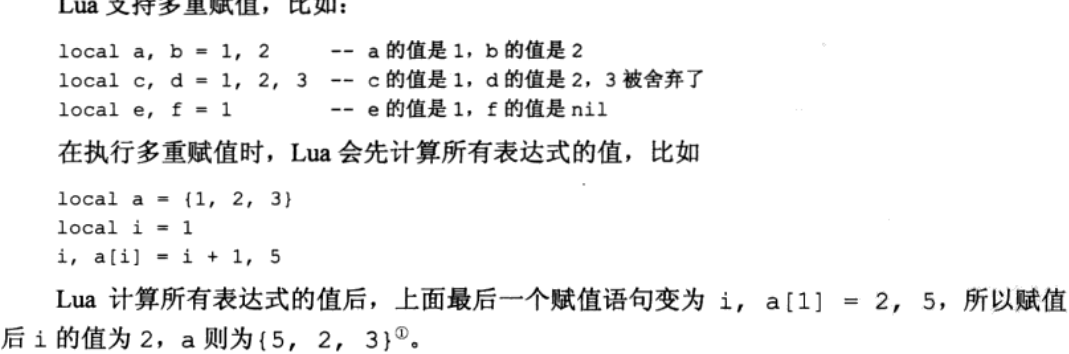 Lua 支持多重赋值，比如：
local a, b = 1, 2 -- a 的值是 1，b 的值是 2
local c, d = 1, 2, 3 -- c 的值是 1，d 的值是 2，3 被舍弃了
local e, f = 1 -- e 的值是 1，f 的值是 nil
在执行多重赋值时，Lua 会先计算所有表达式的值，比如
local a = {1, 2, 3}
local i = 1
i, a[i] = i + 1, 5
Lua 计算所有表达式的值后，上面最后一个赋值语句变为 i, a[1] = 2, 5，所以赋值
后 i 的值为 2，a 则为{5, 2, 3}①。